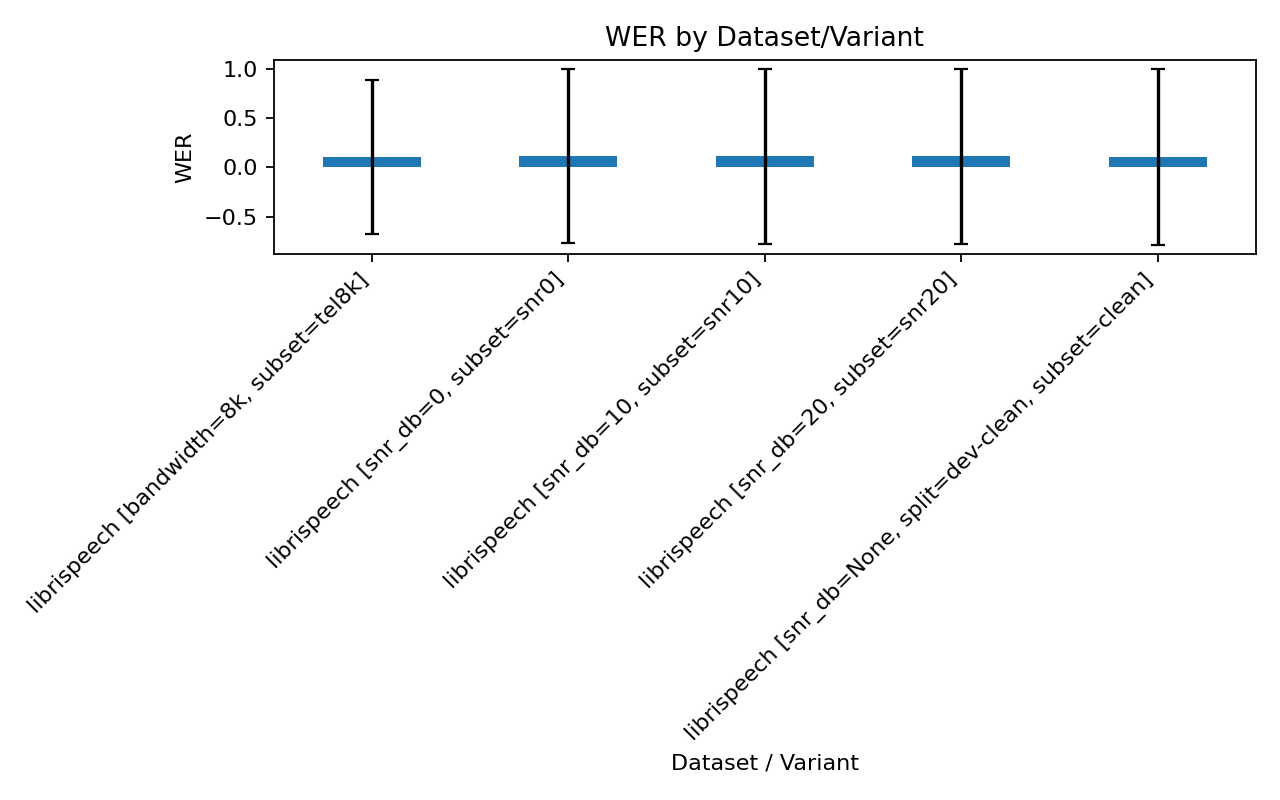 WER by Dataset/Variant
WER
1.0
0.5
0.0
−0.5
librispeech [bandwidth=8k, subset=tel8k]
librispeech [snr_db=0, subset=snr0]
librispeech [snr_db=10, subset=snr10]
librispeech [snr_db=20, subset=snr20]
librispeech [snr_db=None, split=dev-clean, subset=clean]
Dataset / Variant